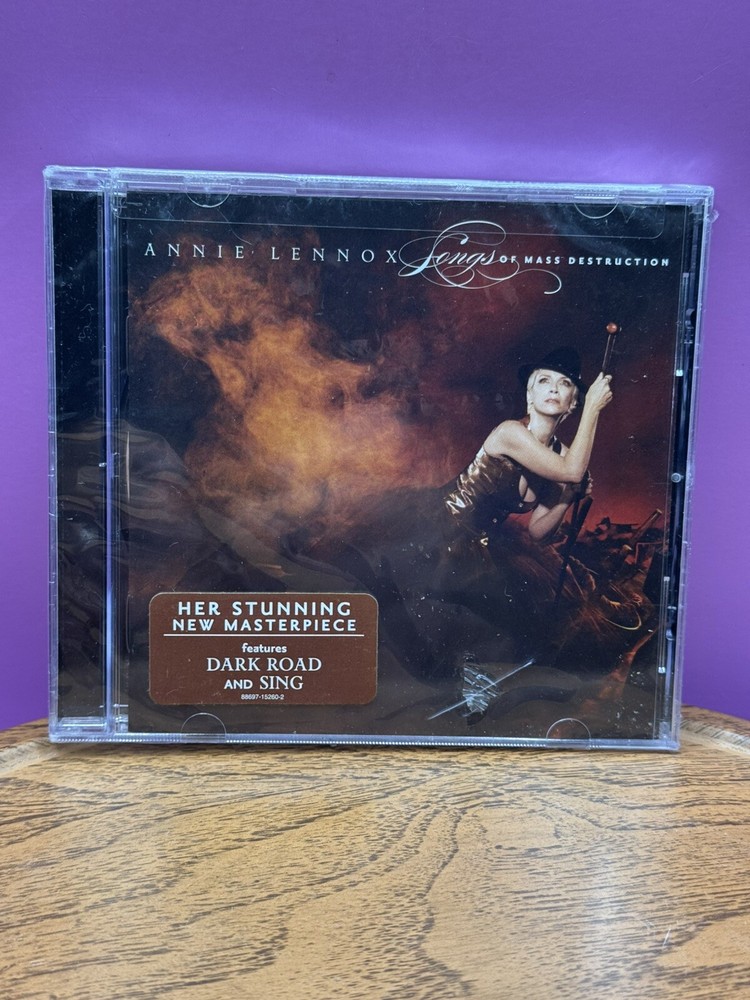 ANNIE LENNOX Songs OF MASS DESTRUCTION
HER STUNNING
NEW MASTERPIECE
features
DARK ROAD
AND SING
88697-15260-2